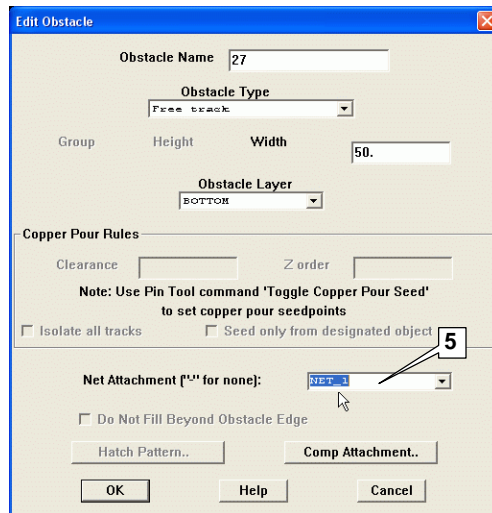 Edit Obstacle
Obstacle Name 27
Obstacle Type
Free track
Group Height Width 50.
Obstacle Layer
BOTTOM
Copper Pour Rules
Clearance Z order
Note: Use Pin Tool command 'Toggle Copper Pour Seed'
to set copper pour seedpoints
Isolate all tracks Seed only from designated object
5
Net Attachment ("-" for none): NET_1
Do Not Fill Beyond Obstacle Edge
Hatch Pattern.. Comp Attachment..
OK Help Cancel